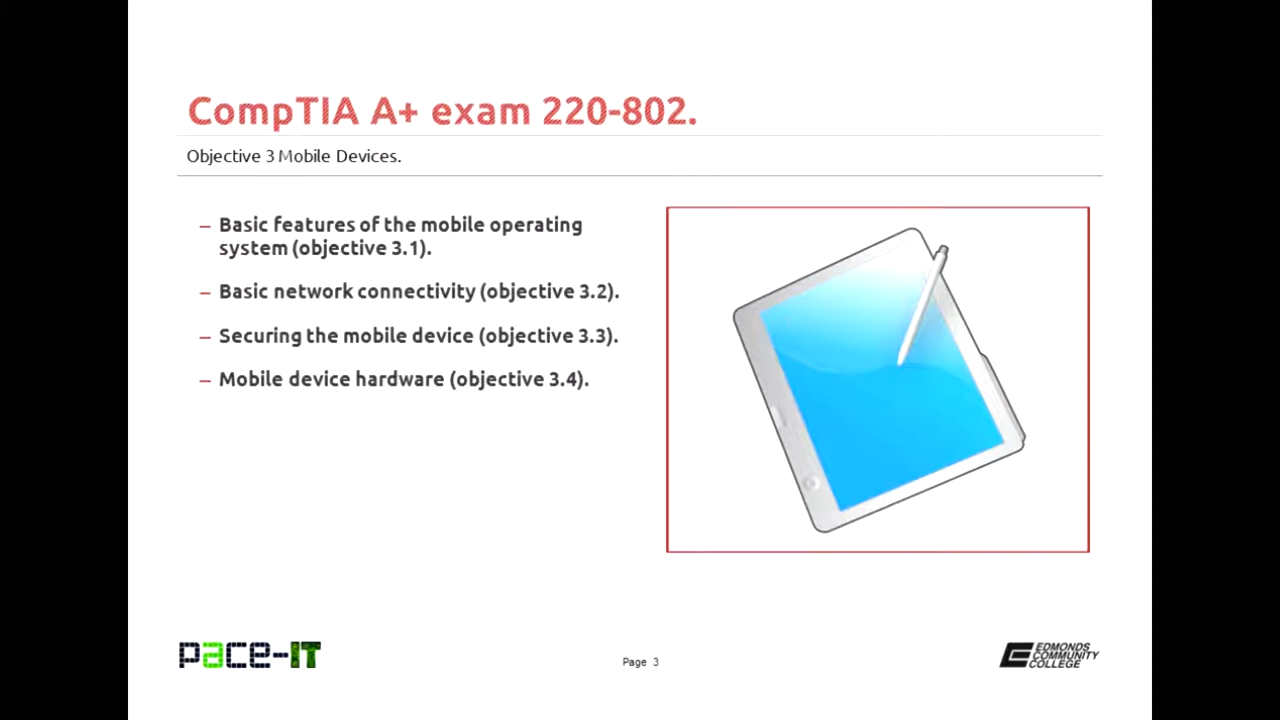 CompTIA A+ exam 220-802.
Objective 3 Mobile Devices.
– Basic features of the mobile operating
system (objective 3.1).
– Basic network connectivity (objective 3.2).
– Securing the mobile device (objective 3.3).
– Mobile device hardware (objective 3.4).
pace-IT
Page 3
EDMONDS
COMMUNITY
COLLEGE